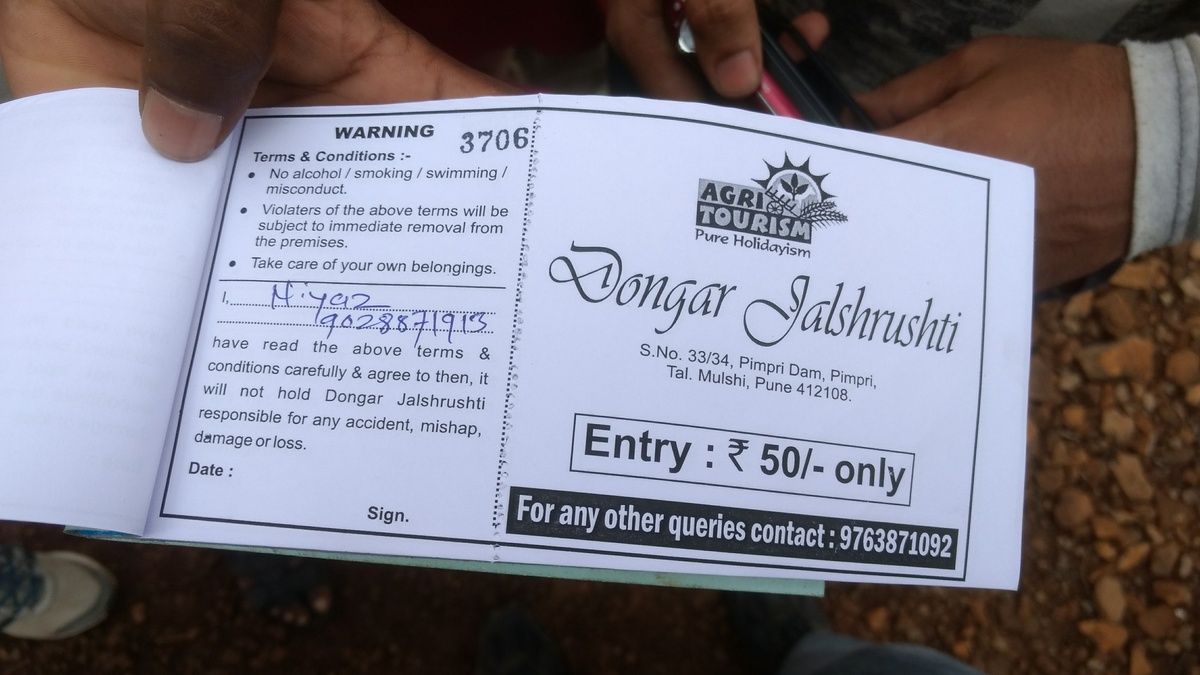 WARNING
3706
Terms & Conditions :-
• No alcohol / smoking / swimming /
misconduct.
• Violaters of the above terms will be
subject to immediate removal from
the premises.
• Take care of your own belongings.
I, Niyaz
9028871913
have read the above terms &
conditions carefully & agree to then, it
will not hold Dongar Jalshrushti
responsible for any accident, mishap,
damage or loss.
Date :
Sign.
AGRI
TOURISM
Pure Holidayism
Dongar Jalshrushti
S.No. 33/34, Pimpri Dam, Pimpri,
Tal. Mulshi, Pune 412108.
Entry : ₹ 50/- only
For any other queries contact : 9763871092